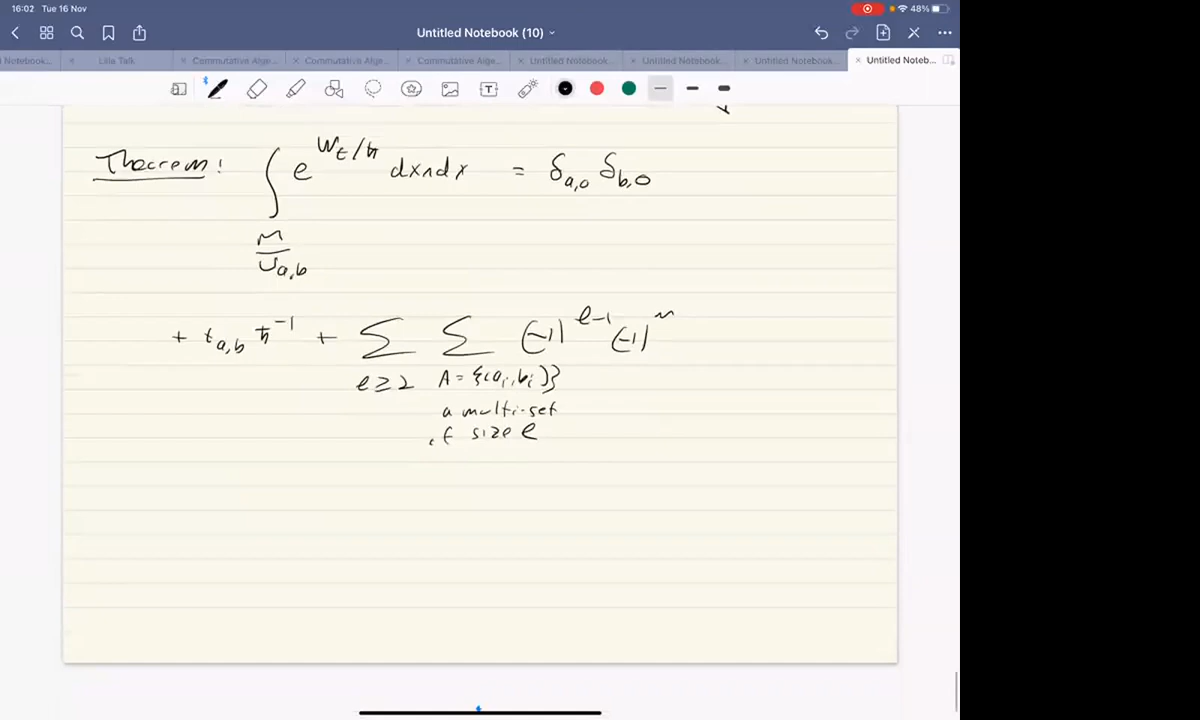 16:02 Tue 16 Nov
48%
Untitled Notebook (10)
Notebook...
Lilla Talk
Commutative Alge...
Commutative Alge...
Commutative Alge...
Untitled Notebook...
Untitled Notebook...
Untitled Notebook...
Untitled Noteb...
Theorem: ∫ e^{W_t/ħ} dx∧dx = δ_{a,0} δ_{b,0}
M
U_{a,b}
+ t_{a,b} ħ^{-1} + Σ Σ (-1)^{l-1} (-1)^n
l≥2 A = {(a_i, b_i)}
a multi-set
of size l